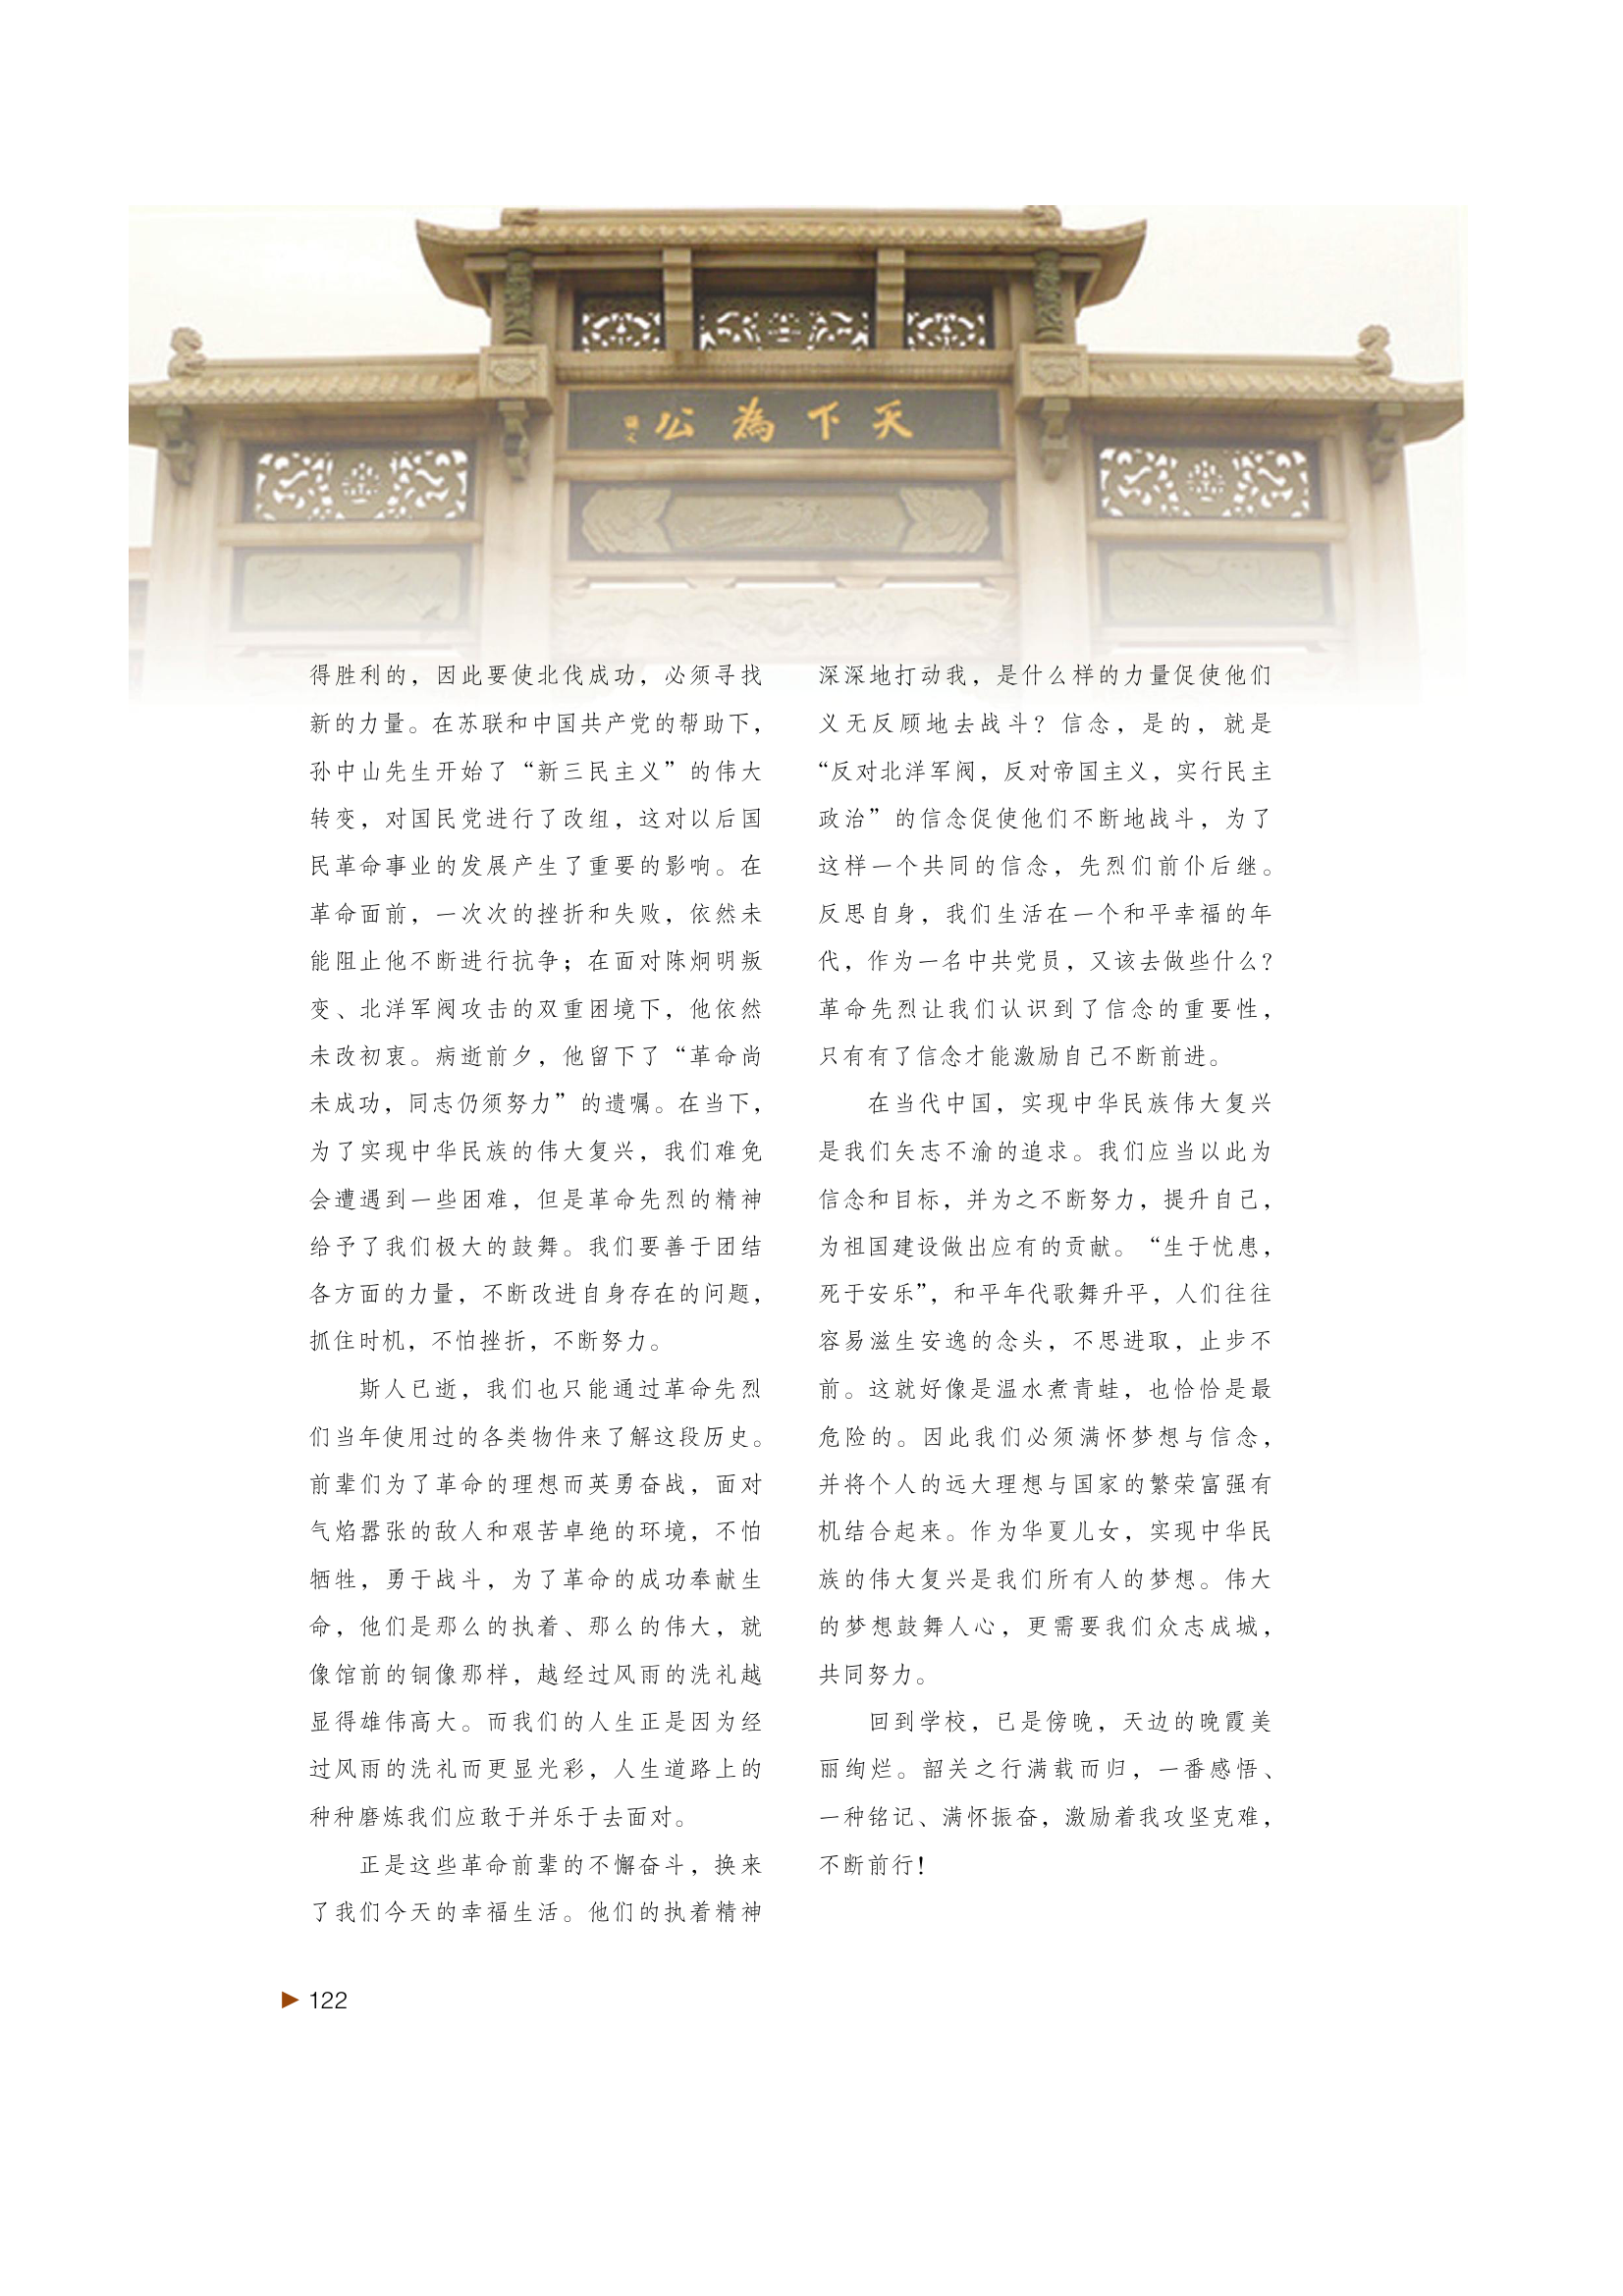 天下為公
孫文
得胜利的，因此要使北伐成功，必须寻找
新的力量。在苏联和中国共产党的帮助下，
孙中山先生开始了“新三民主义”的伟大
转变，对国民党进行了改组，这对以后国
民革命事业的发展产生了重要的影响。在
革命面前，一次次的挫折和失败，依然未
能阻止他不断进行抗争；在面对陈炯明叛
变、北洋军阀攻击的双重困境下，他依然
未改初衷。病逝前夕，他留下了“革命尚
未成功，同志仍须努力”的遗嘱。在当下，
为了实现中华民族的伟大复兴，我们难免
会遭遇到一些困难，但是革命先烈的精神
给予了我们极大的鼓舞。我们要善于团结
各方面的力量，不断改进自身存在的问题，
抓住时机，不怕挫折，不断努力。
斯人已逝，我们也只能通过革命先烈
们当年使用过的各类物件来了解这段历史。
前辈们为了革命的理想而英勇奋战，面对
气焰嚣张的敌人和艰苦卓绝的环境，不怕
牺牲，勇于战斗，为了革命的成功奉献生
命，他们是那么的执着、那么的伟大，就
像馆前的铜像那样，越经过风雨的洗礼越
显得雄伟高大。而我们的人生正是因为经
过风雨的洗礼而更显光彩，人生道路上的
种种磨炼我们应敢于并乐于去面对。
正是这些革命前辈的不懈奋斗，换来
了我们今天的幸福生活。他们的执着精神
深深地打动我，是什么样的力量促使他们
义无反顾地去战斗？信念，是的，就是
“反对北洋军阀，反对帝国主义，实行民主
政治”的信念促使他们不断地战斗，为了
这样一个共同的信念，先烈们前仆后继。
反思自身，我们生活在一个和平幸福的年
代，作为一名中共党员，又该去做些什么？
革命先烈让我们认识到了信念的重要性，
只有有了信念才能激励自己不断前进。
在当代中国，实现中华民族伟大复兴
是我们矢志不渝的追求。我们应当以此为
信念和目标，并为之不断努力，提升自己，
为祖国建设做出应有的贡献。“生于忧患，
死于安乐”，和平年代歌舞升平，人们往往
容易滋生安逸的念头，不思进取，止步不
前。这就好像是温水煮青蛙，也恰恰是最
危险的。因此我们必须满怀梦想与信念，
并将个人的远大理想与国家的繁荣富强有
机结合起来。作为华夏儿女，实现中华民
族的伟大复兴是我们所有人的梦想。伟大
的梦想鼓舞人心，更需要我们众志成城，
共同努力。
回到学校，已是傍晚，天边的晚霞美
丽绚烂。韶关之行满载而归，一番感悟、
一种铭记、满怀振奋，激励着我攻坚克难，
不断前行！
122